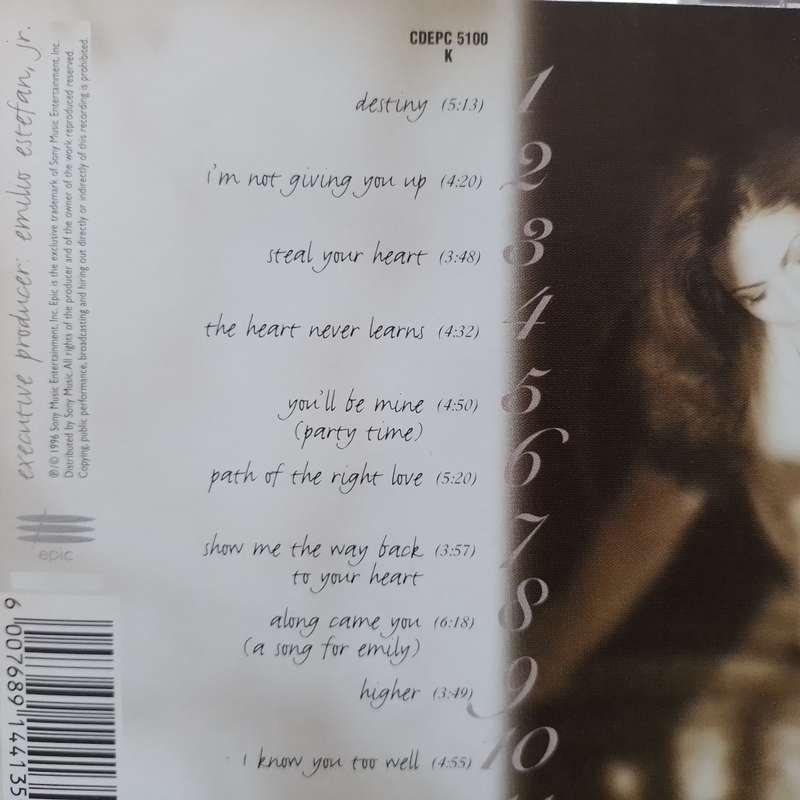 CDEPC 5100
K
destiny (5:13) 1
i'm not giving you up (4:20) 2
steal your heart (3:48) 3
the heart never learns (4:32) 4
you'll be mine (4:50) 5
(party time)
path of the right love (5:20) 6
show me the way back (3:57) 7
to your heart
along came you (6:18) 8
(a song for emily)
higher (3:49) 9
i know you too well (4:55) 10
executive producer: emilio estefan, jr.
℗/© 1996 Sony Music Entertainment, Inc. Epic is the exclusive trademark of Sony Music Entertainment, Inc.
Distributed by Sony Music. All rights of the producer and of the owner of the work reproduced reserved.
Copying, public performance, broadcasting and hiring out directly or indirectly of this recording is prohibited.
epic
6 007689 144135